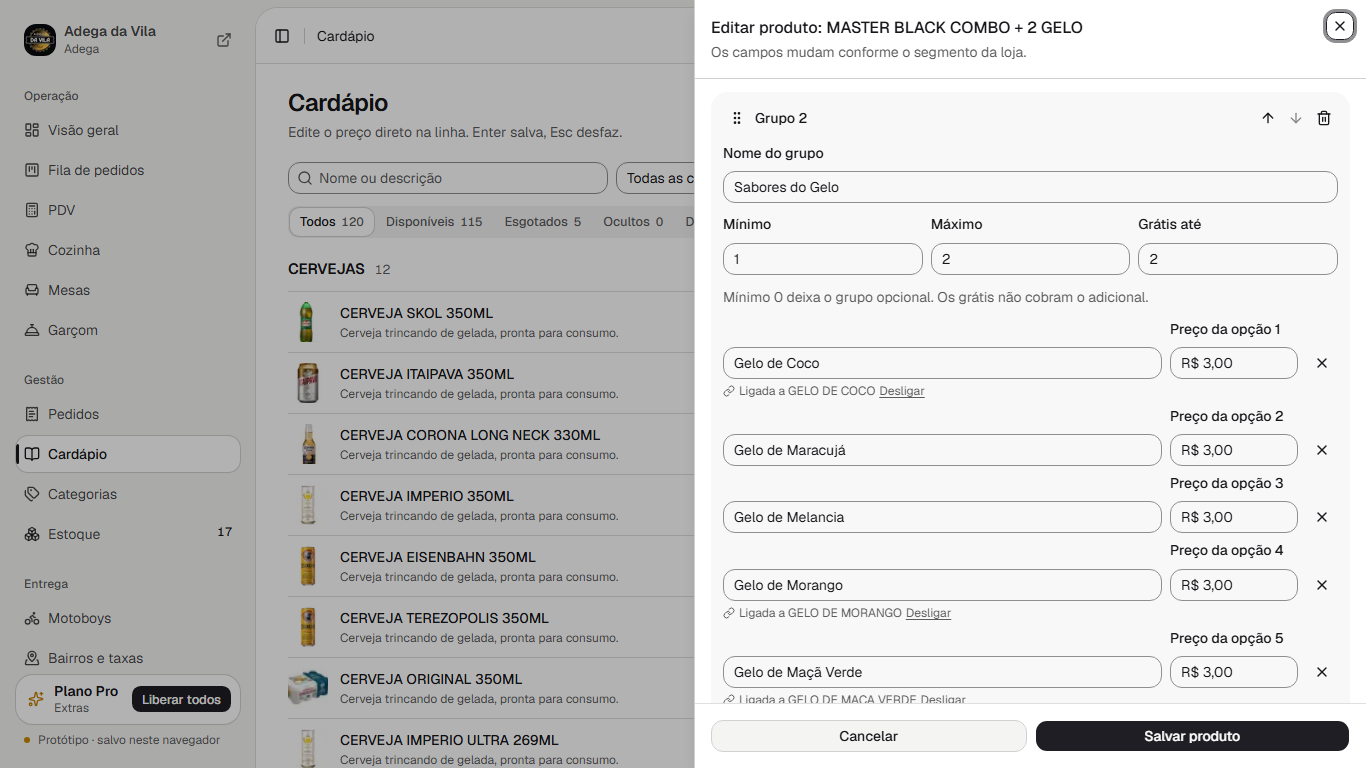 Adega da Vila
Adega
Operação
Visão geral
Fila de pedidos
PDV
Cozinha
Mesas
Garçom
Gestão
Pedidos
Cardápio
Categorias
Estoque 17
Entrega
Motoboys
Bairros e taxas
Plano Pro
Extras
Liberar todos
Protótipo · salvo neste navegador
Cardápio
Cardápio
Edite o preço direto na linha. Enter salva, Esc desfaz.
Nome ou descrição
Todas as c
Todos 120 Disponíveis 115 Esgotados 5 Ocultos 0 D
CERVEJAS 12
CERVEJA SKOL 350ML
Cerveja trincando de gelada, pronta para consumo.
CERVEJA ITAIPAVA 350ML
Cerveja trincando de gelada, pronta para consumo.
CERVEJA CORONA LONG NECK 330ML
Cerveja trincando de gelada, pronta para consumo.
CERVEJA IMPERIO 350ML
Cerveja trincando de gelada, pronta para consumo.
CERVEJA EISENBAHN 350ML
Cerveja trincando de gelada, pronta para consumo.
CERVEJA TEREZOPOLIS 350ML
Cerveja trincando de gelada, pronta para consumo.
CERVEJA ORIGINAL 350ML
Cerveja trincando de gelada, pronta para consumo.
CERVEJA IMPERIO ULTRA 269ML
Cerveja trincando de gelada, pronta para consumo.
Editar produto: MASTER BLACK COMBO + 2 GELO
Os campos mudam conforme o segmento da loja.
Grupo 2
Nome do grupo
Sabores do Gelo
Mínimo Máximo Grátis até
1 2 2
Mínimo 0 deixa o grupo opcional. Os grátis não cobram o adicional.
Preço da opção 1
Gelo de Coco R$ 3,00
Ligada a GELO DE COCO Desligar
Preço da opção 2
Gelo de Maracujá R$ 3,00
Preço da opção 3
Gelo de Melancia R$ 3,00
Preço da opção 4
Gelo de Morango R$ 3,00
Ligada a GELO DE MORANGO Desligar
Preço da opção 5
Gelo de Maçã Verde R$ 3,00
Ligada a GELO DE MACA VERDE Desligar
Cancelar
Salvar produto